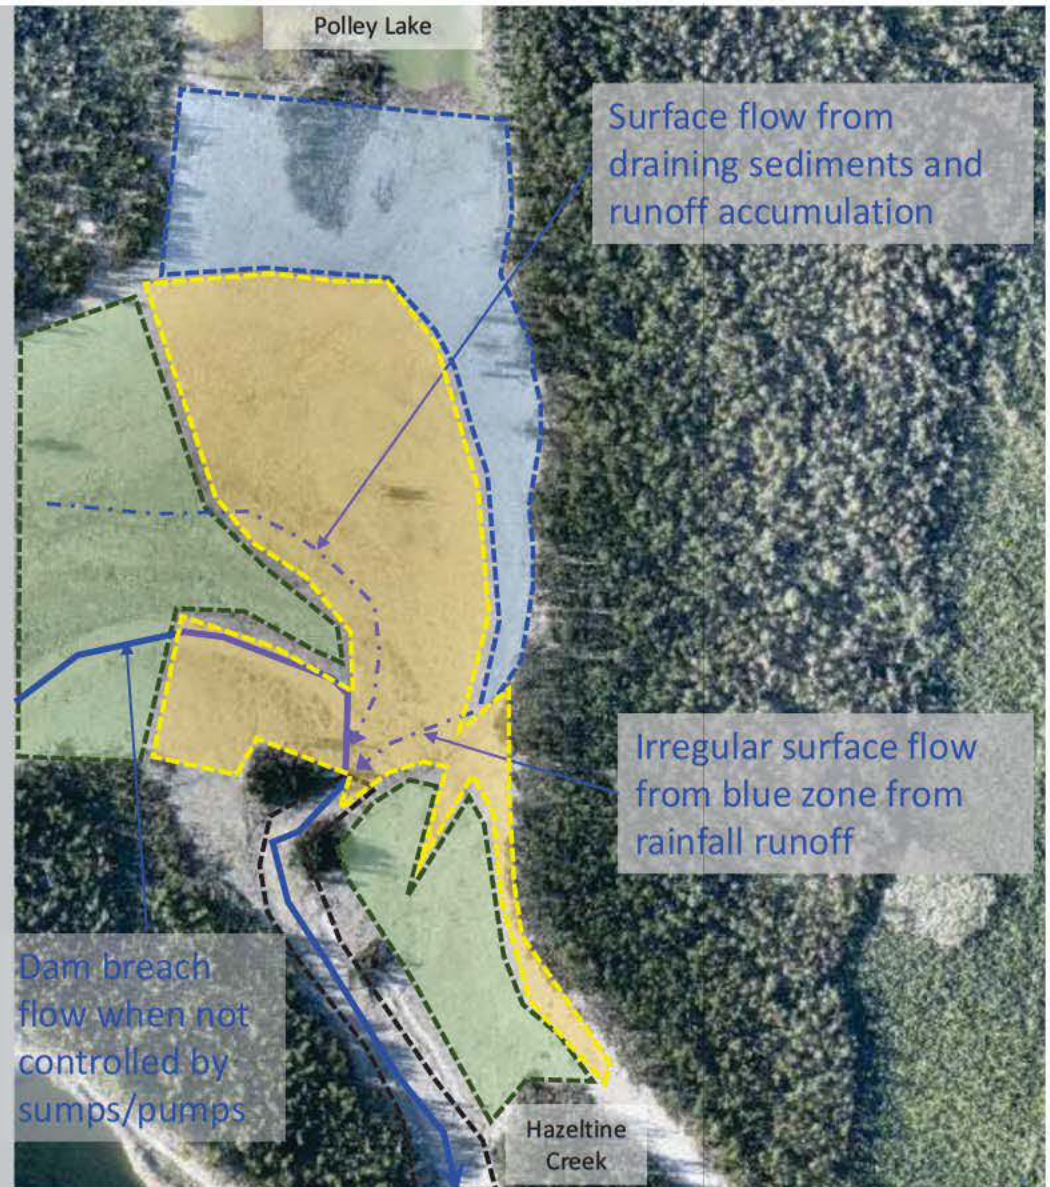 Polley Lake
Surface flow from
draining sediments and
runoff accumulation
Irregular surface flow
from blue zone from
rainfall runoff
Dam breach
flow when not
controlled by
sumps/pumps
Hazeltine
Creek